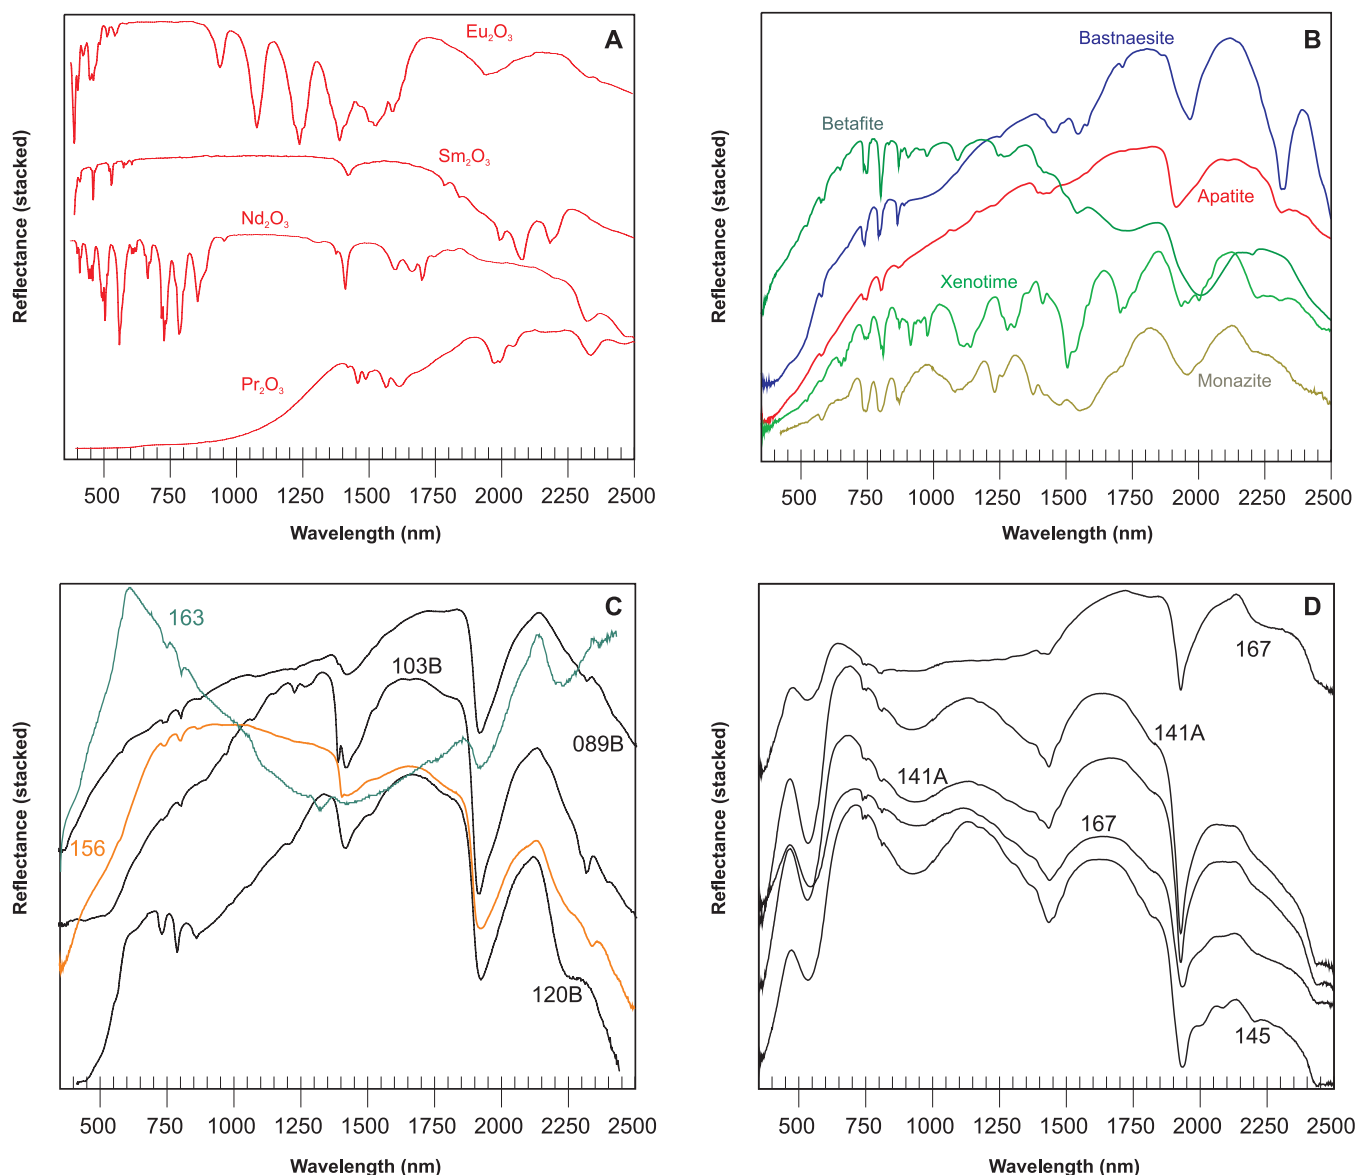 A
Eu₂O₃
Sm₂O₃
Nd₂O₃
Pr₂O₃
Reflectance (stacked)
500 750 1000 1250 1500 1750 2000 2250 2500
Wavelength (nm)
B
Bastnaesite
Betafite
Apatite
Xenotime
Monazite
Reflectance (stacked)
500 750 1000 1250 1500 1750 2000 2250 2500
Wavelength (nm)
C
163
103B
089B
156
120B
Reflectance (stacked)
500 750 1000 1250 1500 1750 2000 2250 2500
Wavelength (nm)
D
167
141A
141A
167
145
Reflectance (stacked)
500 750 1000 1250 1500 1750 2000 2250 2500
Wavelength (nm)